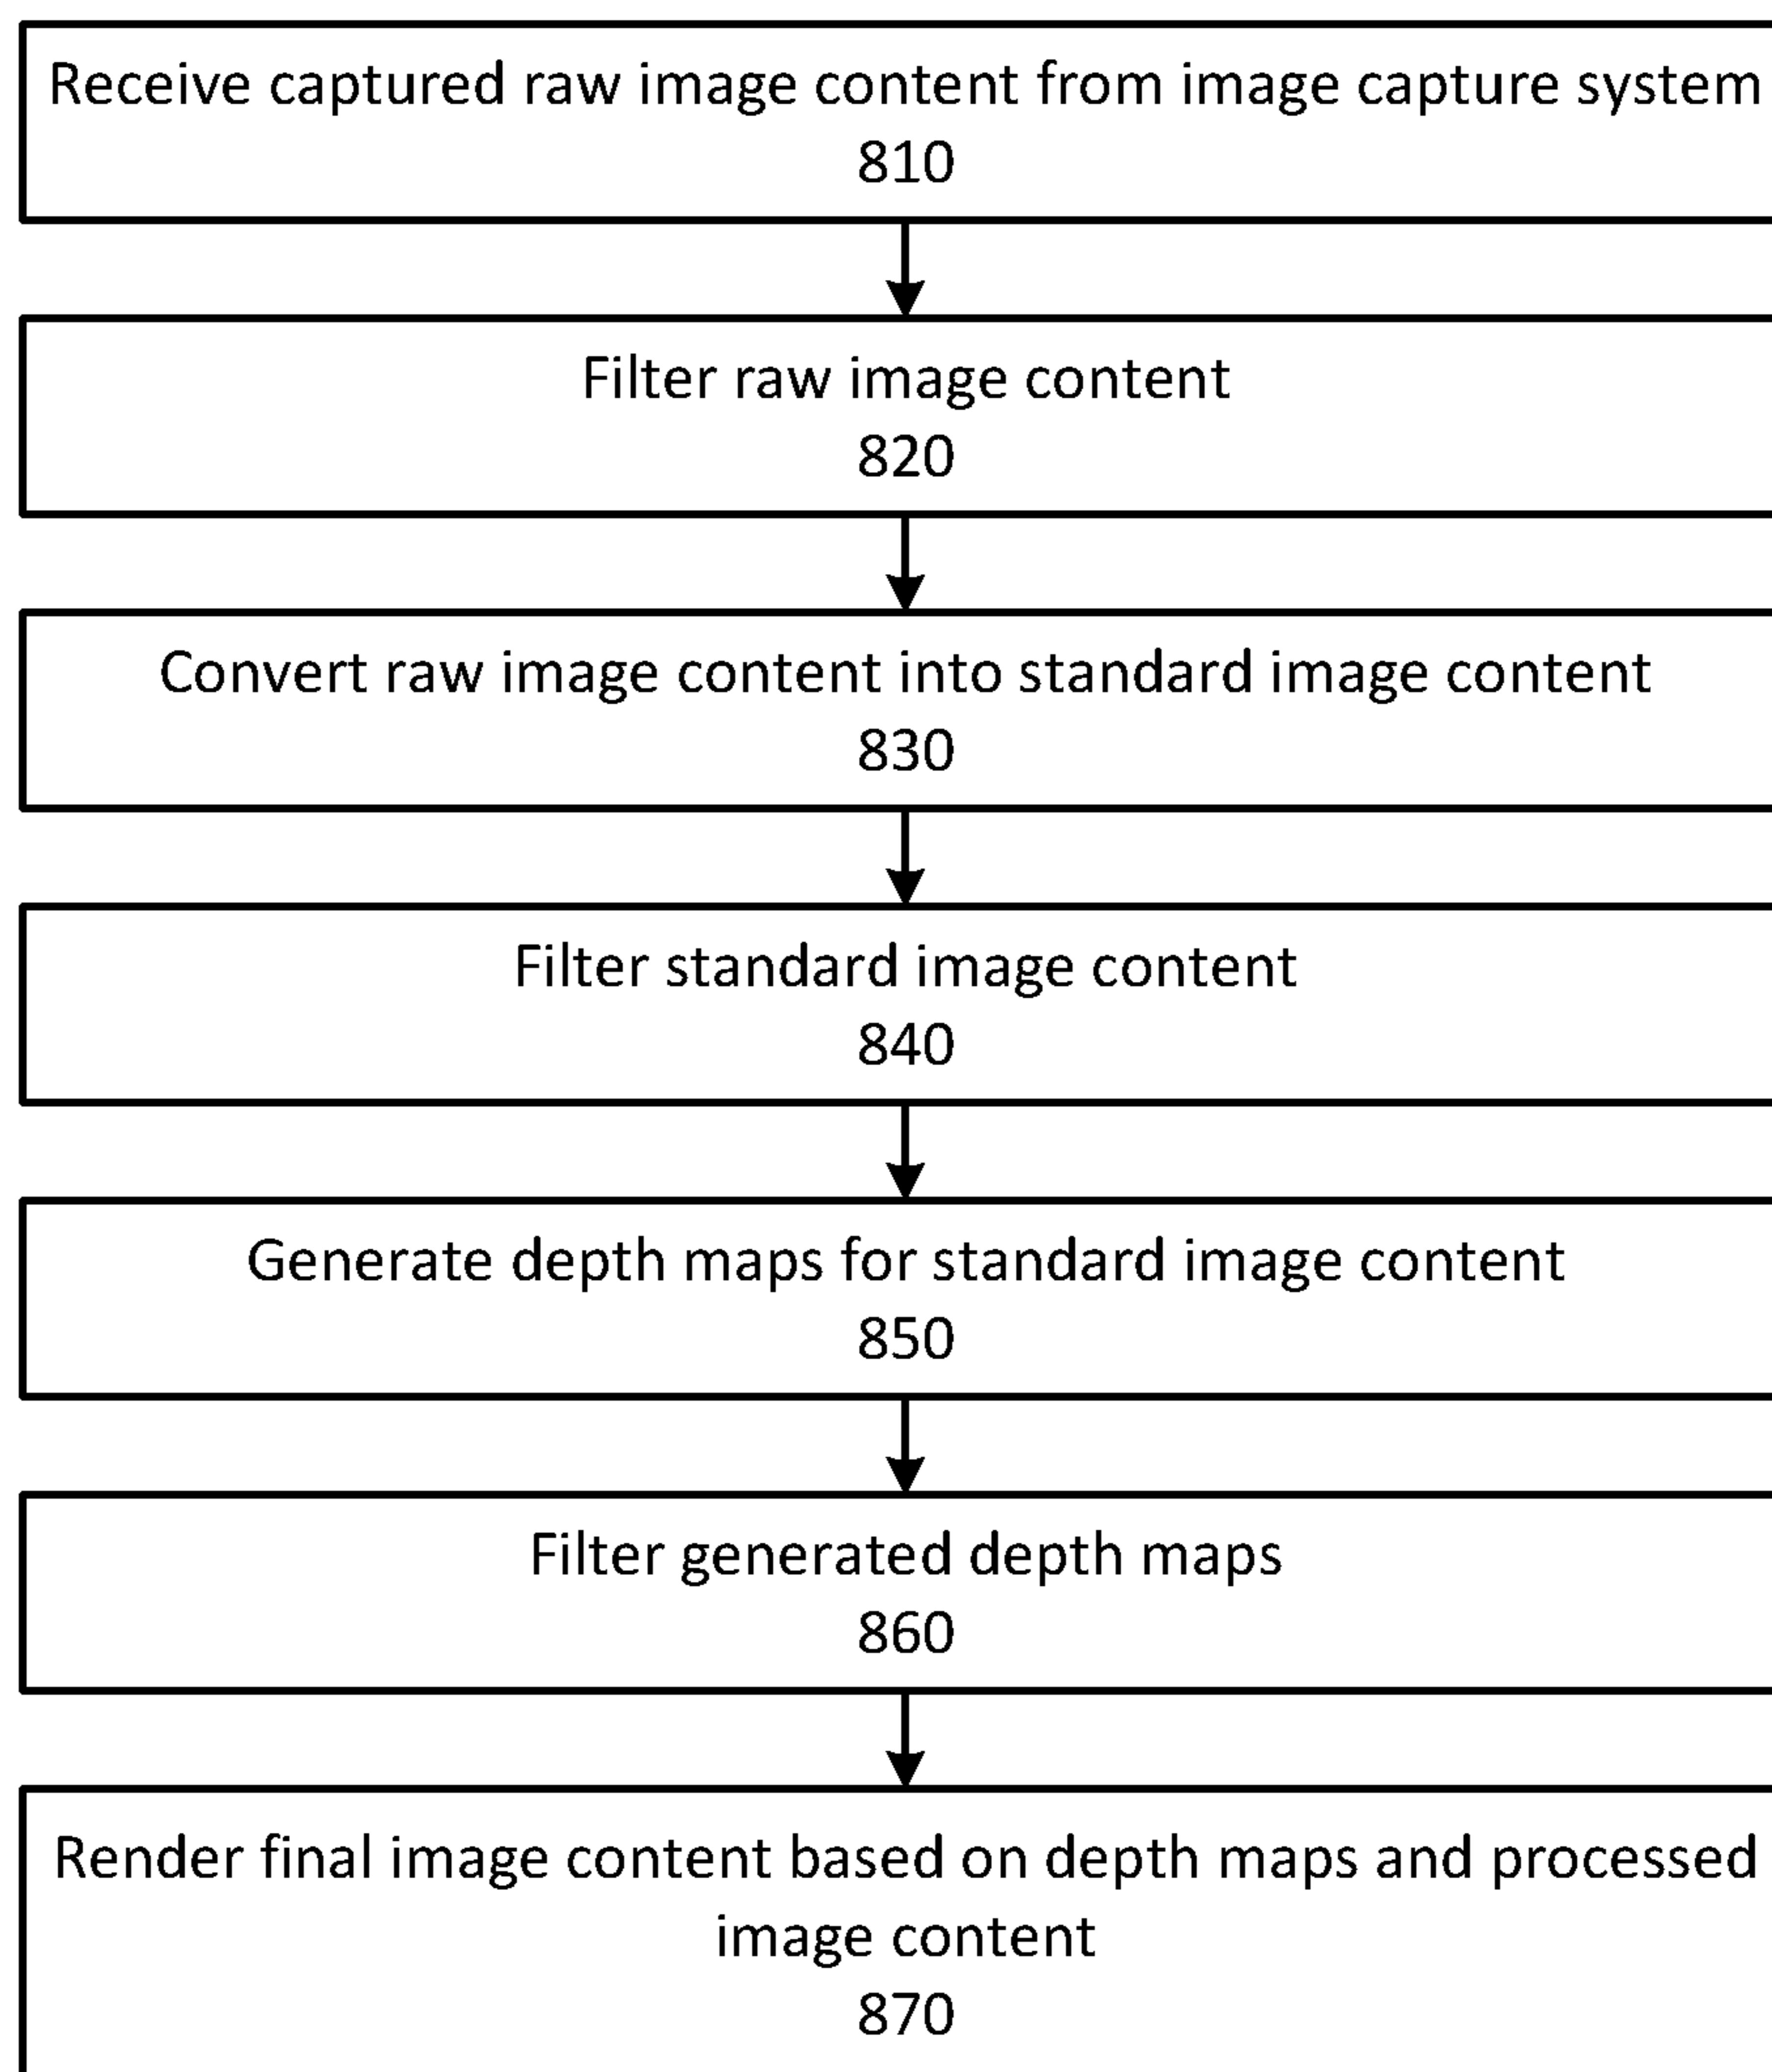 Receive captured raw image content from image capture system
810
Filter raw image content
820
Convert raw image content into standard image content
830
Filter standard image content
840
Generate depth maps for standard image content
850
Filter generated depth maps
860
Render final image content based on depth maps and processed
image content
870